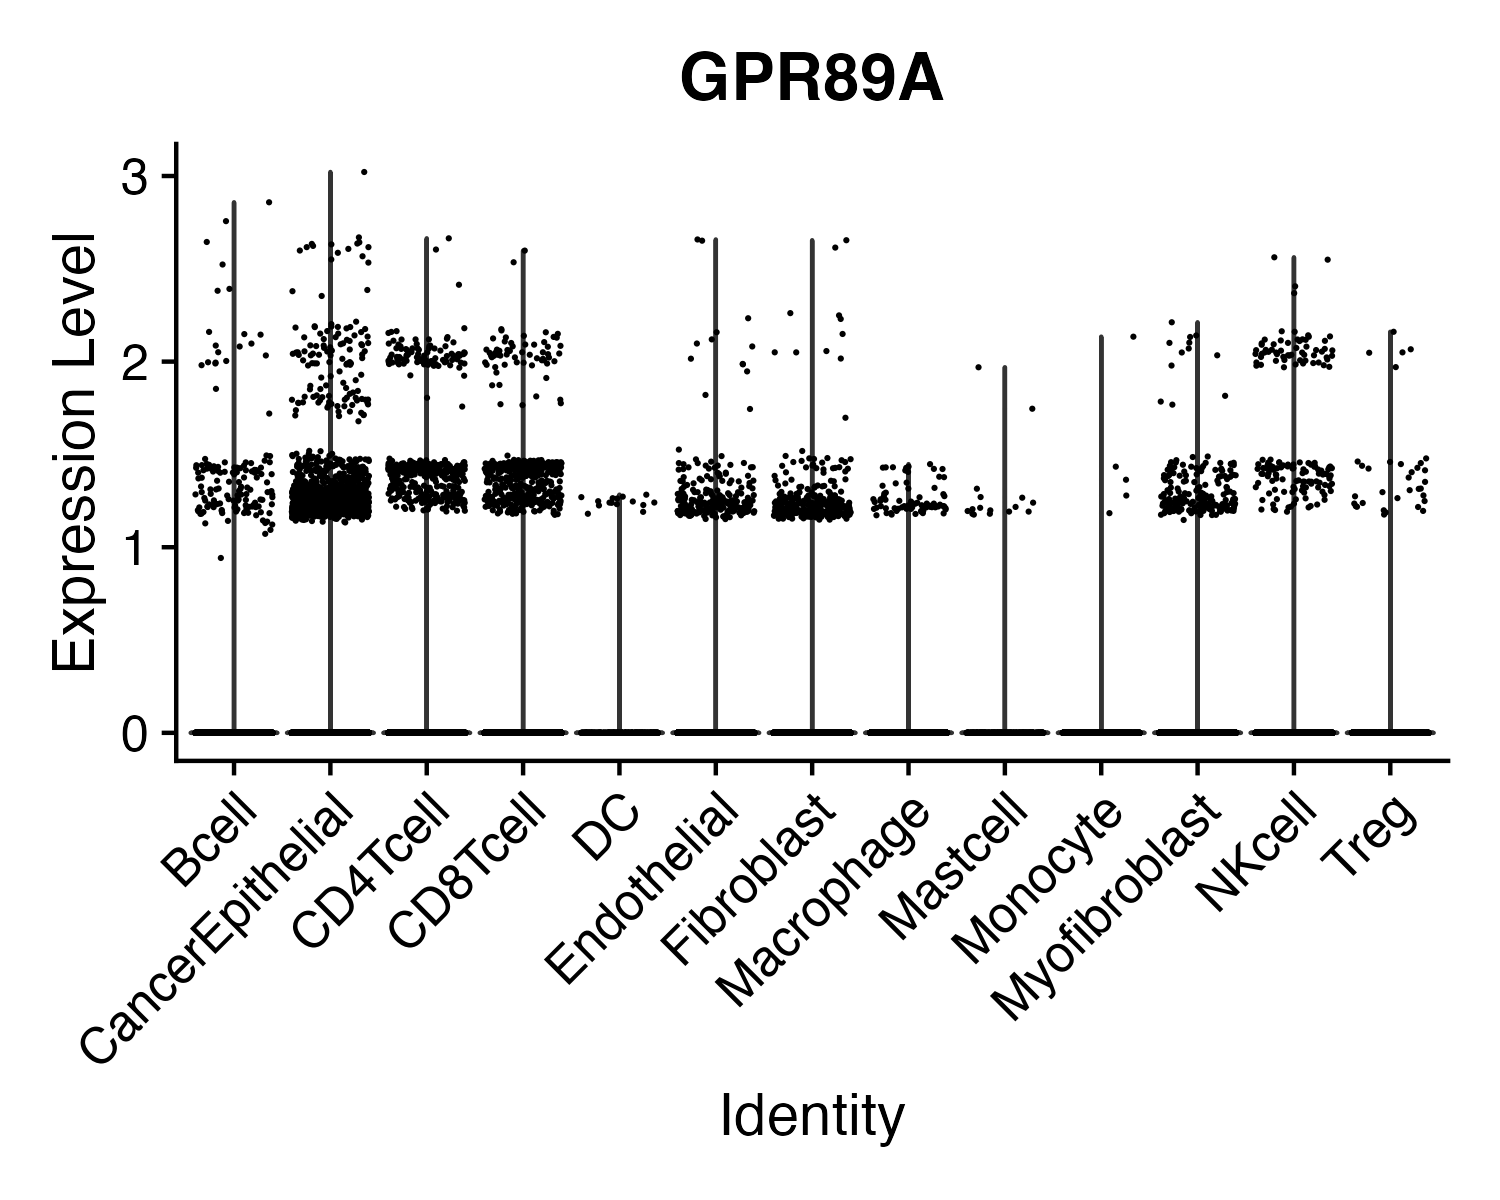 GPR89A
Expression Level
3
2
1
0
Bcell
CancerEpithelial
CD4Tcell
CD8Tcell
DC
Endothelial
Fibroblast
Macrophage
Mastcell
Monocyte
Myofibroblast
NKcell
Treg
Identity